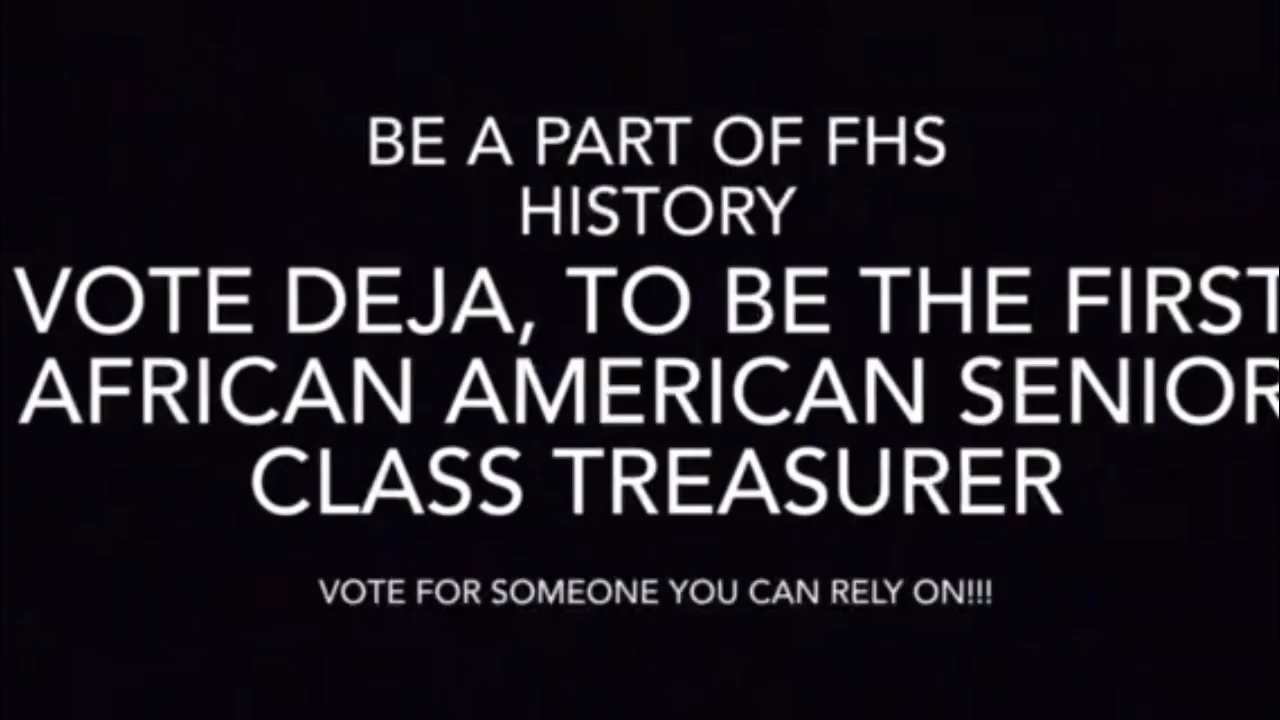 BE A PART OF FHS
HISTORY
VOTE DEJA, TO BE THE FIRST
AFRICAN AMERICAN SENIOR
CLASS TREASURER
VOTE FOR SOMEONE YOU CAN RELY ON!!!